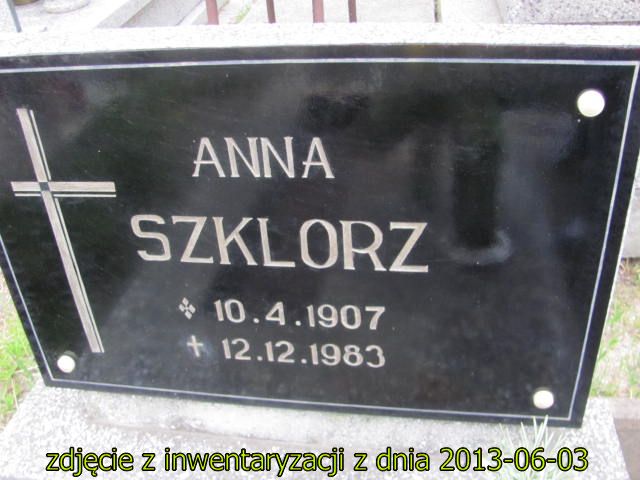 ANNA
SZKLORZ
10.4.1907
✝ 12.12.1983
zdjęcie z inwentaryzacji z dnia 2013-06-03